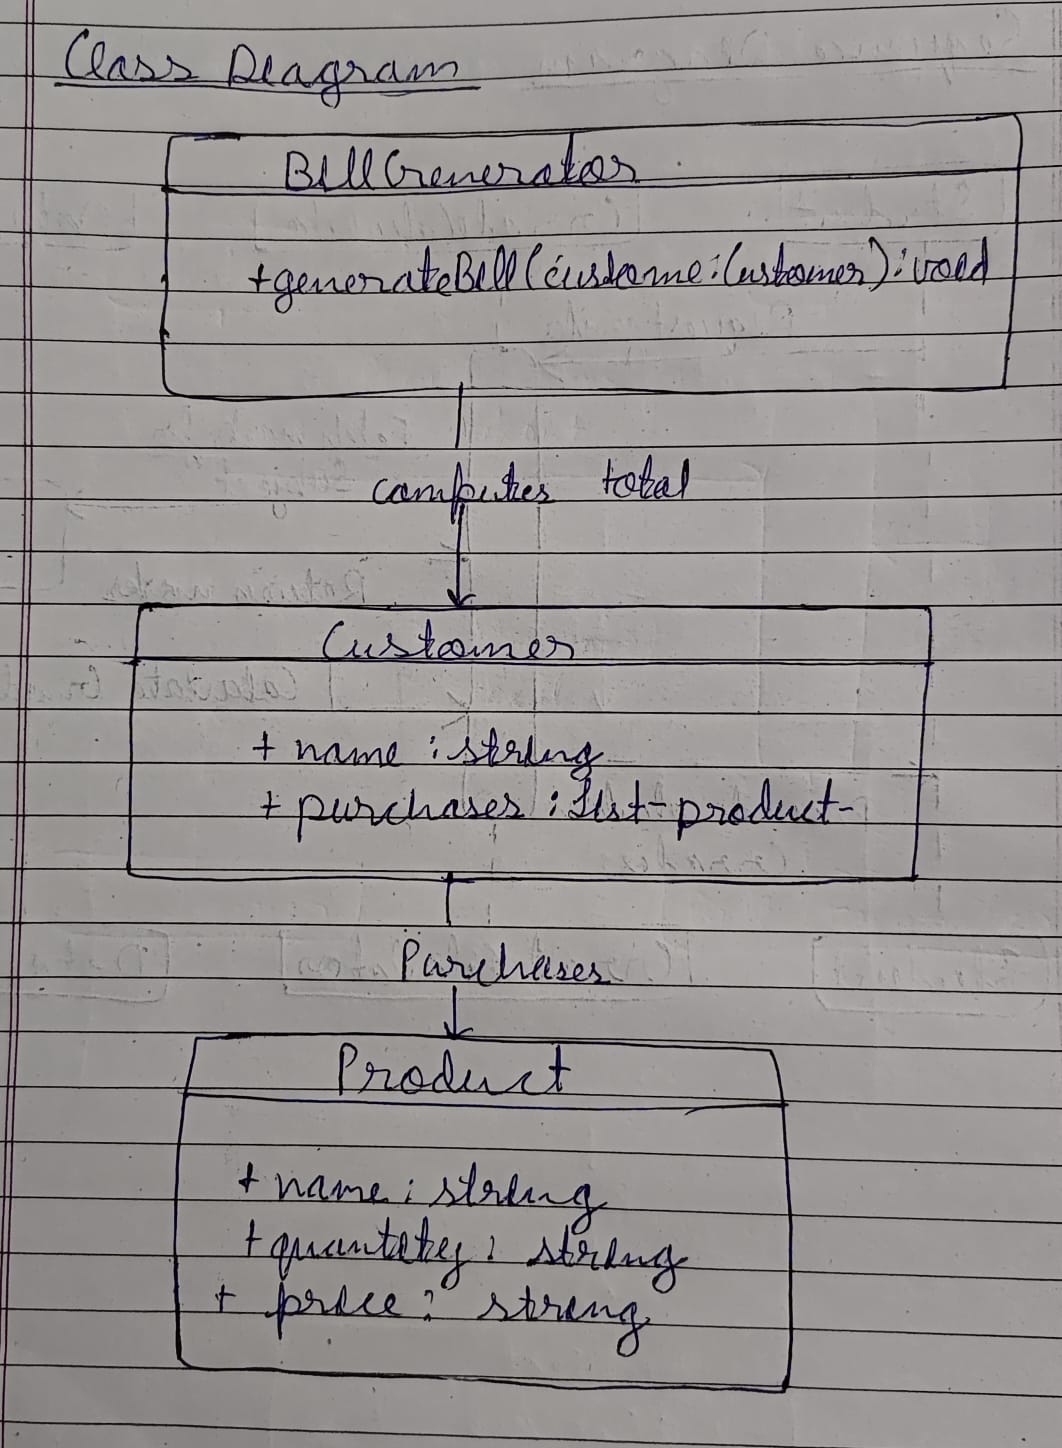 Class Diagram
BillGenerator
+generateBill(custome:Customer):void
computes total
Customer
+ name : string
+ purchases : List-product-
Purchases
Product
+ name : string
+ quantity : string
+ price : string